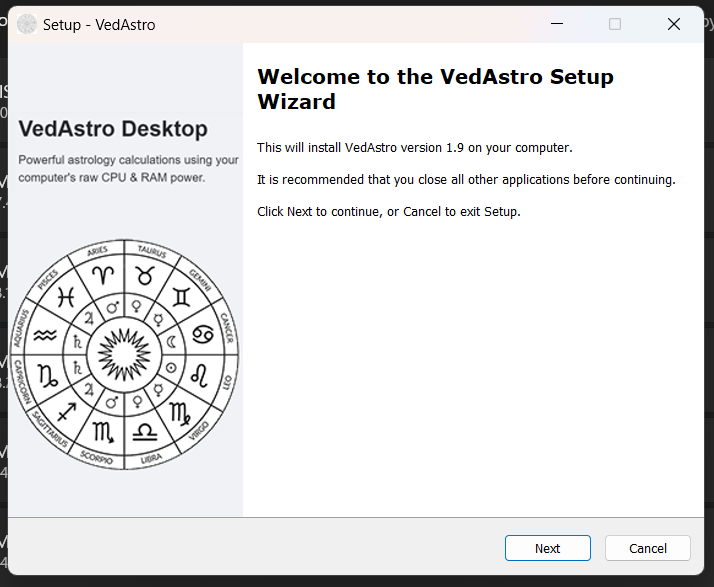 Setup - VedAstro
VedAstro Desktop
Powerful astrology calculations using your
computer's raw CPU & RAM power.
ARIES
TAURUS
GEMINI
CANCER
LEO
VIRGO
LIBRA
SCORPIO
SAGITTARIUS
CAPRICORN
AQUARIUS
PISCES
Welcome to the VedAstro Setup
Wizard
This will install VedAstro version 1.9 on your computer.
It is recommended that you close all other applications before continuing.
Click Next to continue, or Cancel to exit Setup.
Next
Cancel